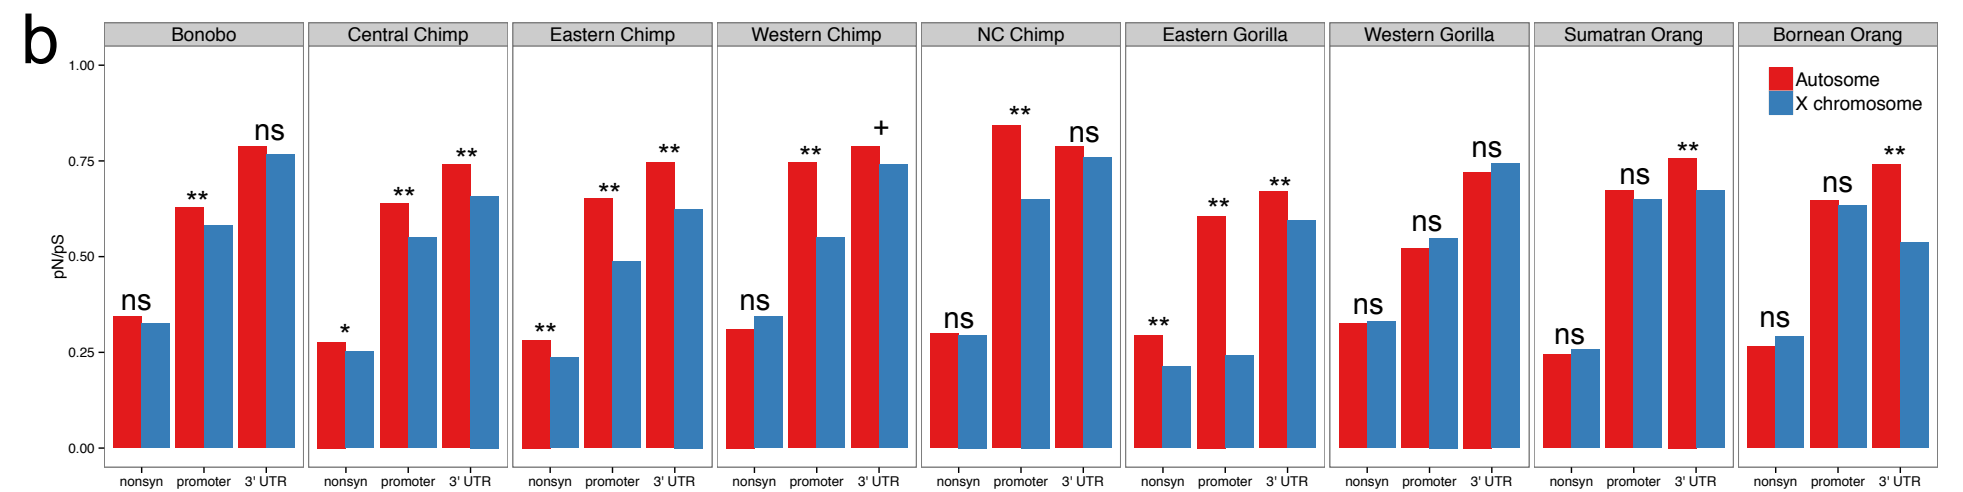 b
Bonobo Central Chimp Eastern Chimp Western Chimp NC Chimp Eastern Gorilla Western Gorilla Sumatran Orang Bornean Orang
pN/pS
1.00
0.75
0.50
0.25
0.00
ns ** ns
* ** **
** ** **
ns ** +
ns ** ns
** ** **
ns ns ns
ns ns **
ns ns **
Autosome
X chromosome
nonsyn promoter 3' UTR nonsyn promoter 3' UTR nonsyn promoter 3' UTR nonsyn promoter 3' UTR nonsyn promoter 3' UTR nonsyn promoter 3' UTR nonsyn promoter 3' UTR nonsyn promoter 3' UTR nonsyn promoter 3' UTR